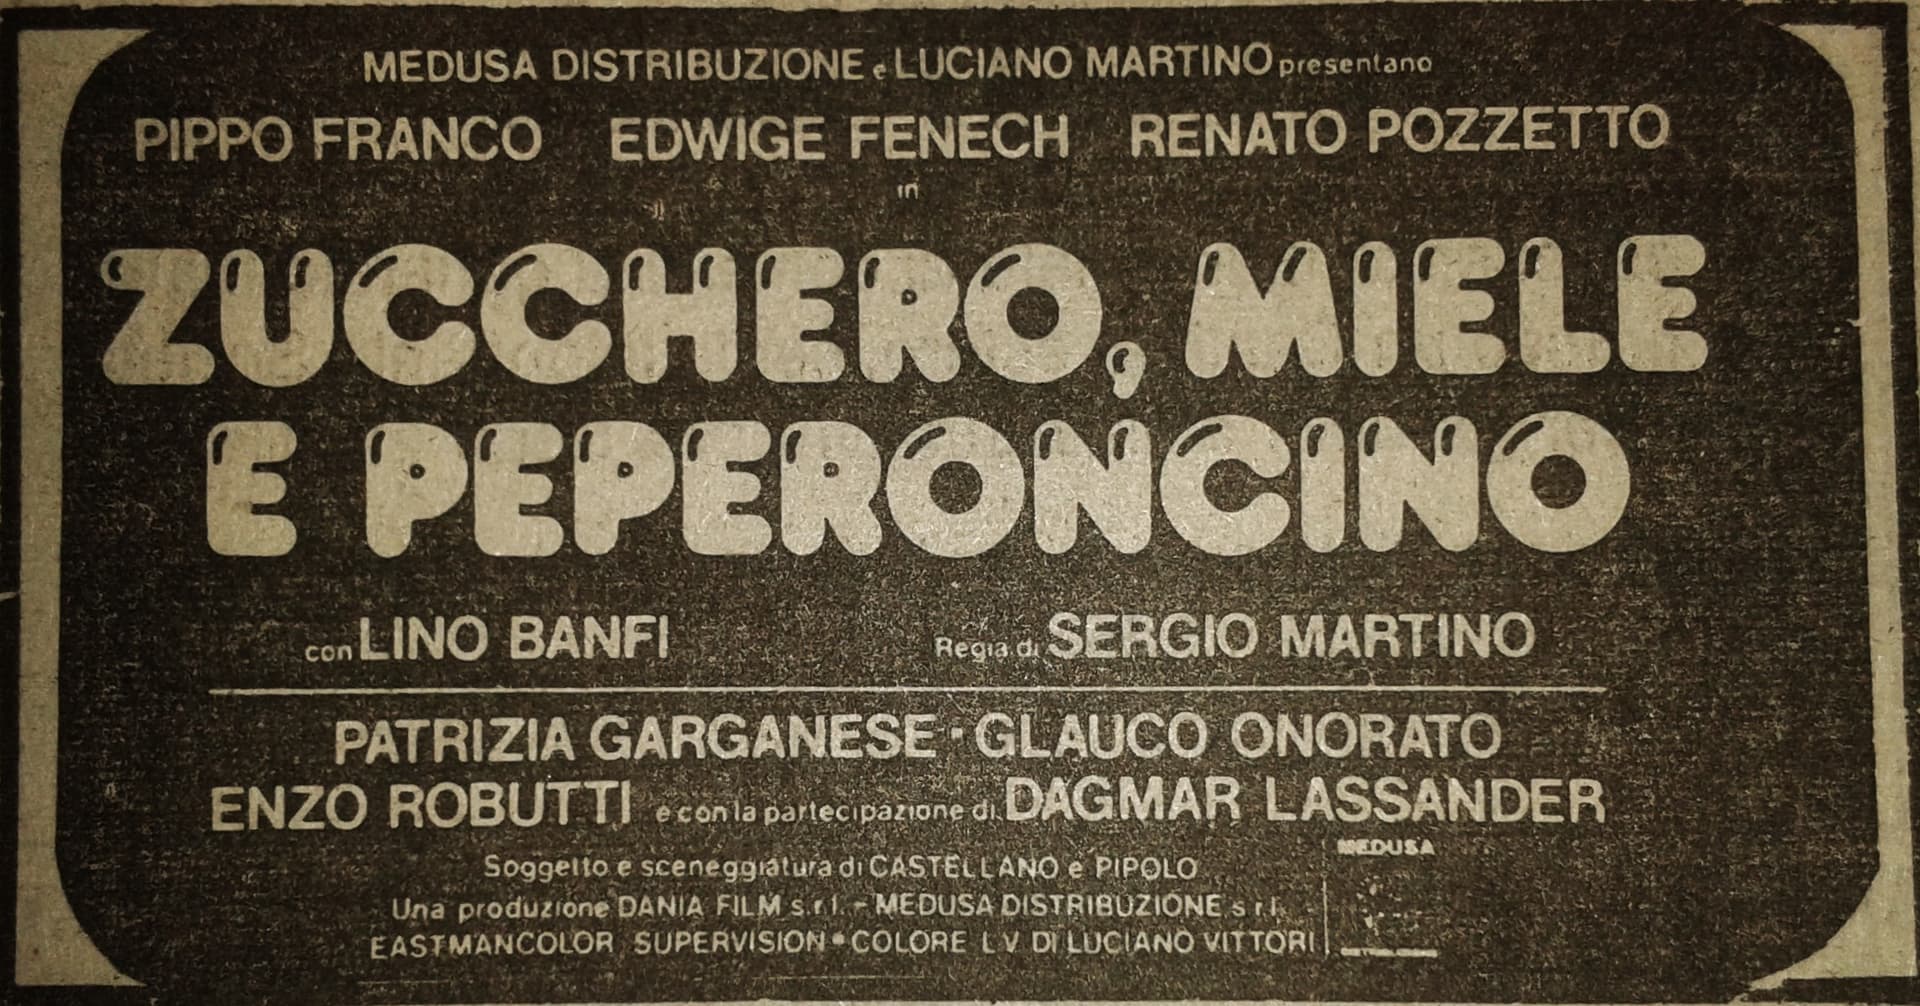 MEDUSA DISTRIBUZIONE e LUCIANO MARTINO presentano
PIPPO FRANCO EDWIGE FENECH RENATO POZZETTO
in
ZUCCHERO, MIELE
E PEPERONCINO
con LINO BANFI Regia di SERGIO MARTINO
PATRIZIA GARGANESE · GLAUCO ONORATO
ENZO ROBUTTI e con la partecipazione di DAGMAR LASSANDER
MEDUSA
Soggetto e sceneggiatura di CASTELLANO e PIPOLO
Una produzione DANIA FILM s.r.l. - MEDUSA DISTRIBUZIONE s.r.l.
EASTMANCOLOR SUPERVISION • COLORE L V DI LUCIANO VITTORI